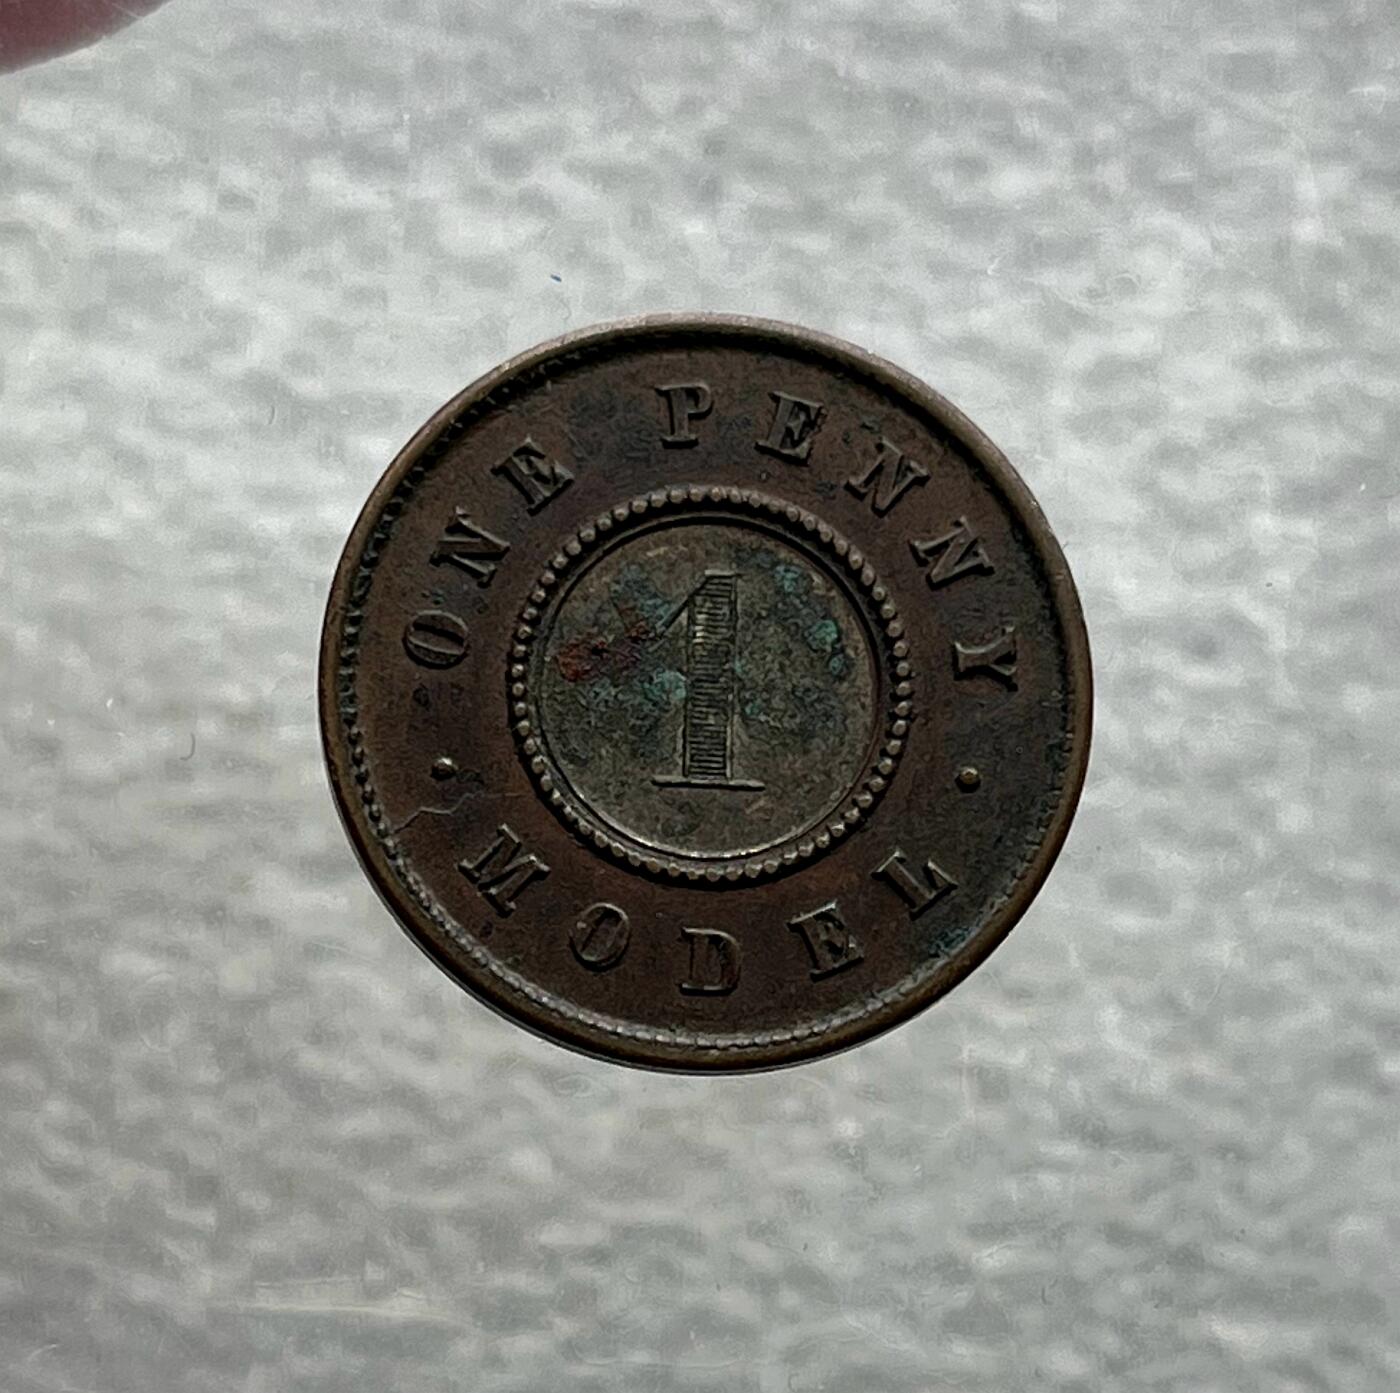 ONE PENNY
1
· MODEL ·